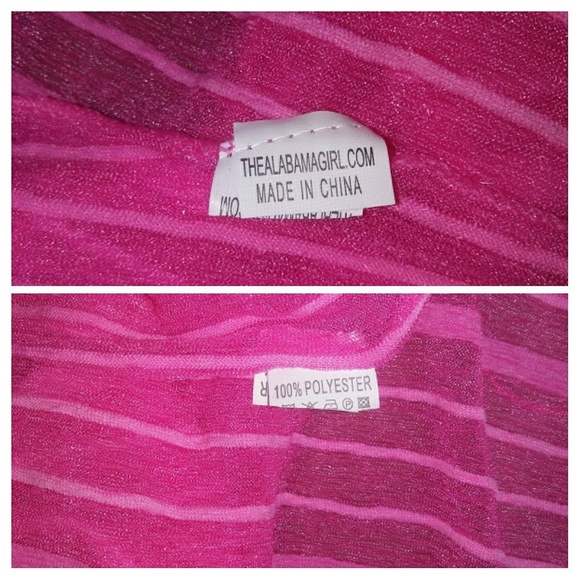 THEALABAMAGIRL.COM
MADE IN CHINA
100% POLYESTER